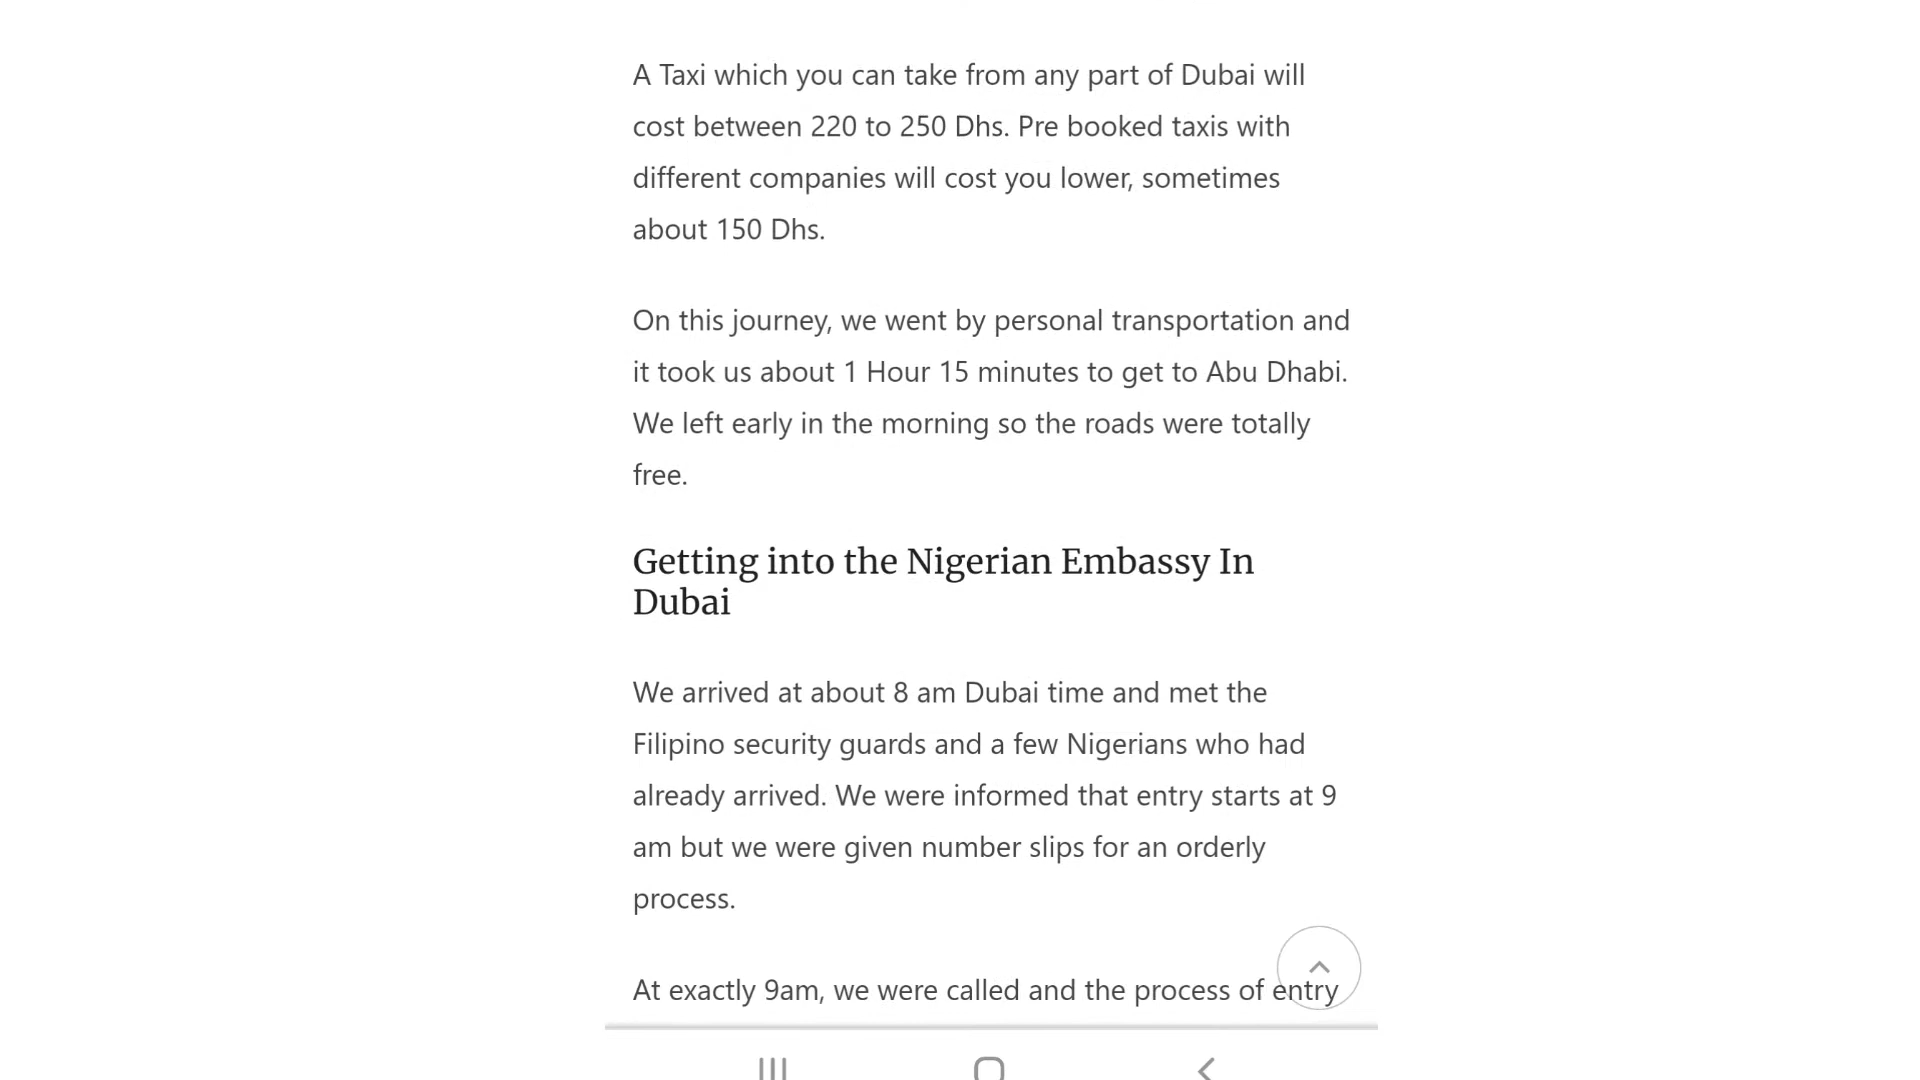 A Taxi which you can take from any part of Dubai will
cost between 220 to 250 Dhs. Pre booked taxis with
different companies will cost you lower, sometimes
about 150 Dhs.
On this journey, we went by personal transportation and
it took us about 1 Hour 15 minutes to get to Abu Dhabi.
We left early in the morning so the roads were totally
free.
Getting into the Nigerian Embassy In
Dubai
We arrived at about 8 am Dubai time and met the
Filipino security guards and a few Nigerians who had
already arrived. We were informed that entry starts at 9
am but we were given number slips for an orderly
process.
At exactly 9am, we were called and the process of entry